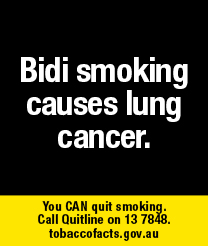 Bidi smoking
causes lung
cancer.
You CAN quit smoking.
Call Quitline on 13 7848.
tobaccofacts.gov.au